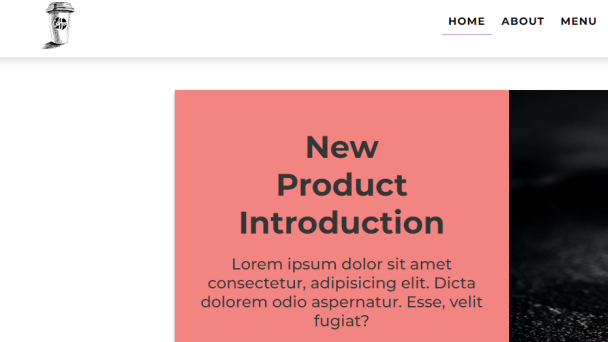 HOME ABOUT MENU
New
Product
Introduction
Lorem ipsum dolor sit amet
consectetur, adipisicing elit. Dicta
dolorem odio aspernatur. Esse, velit
fugiat?